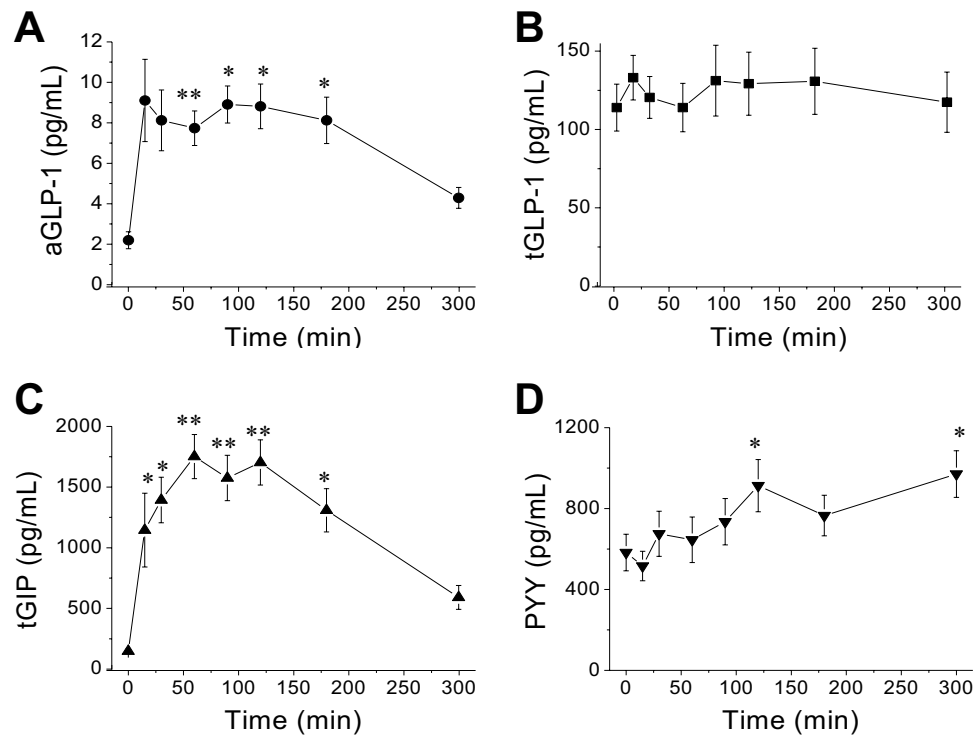 A
B
12
10
8
6
4
2
0
aGLP-1 (pg/mL)
** * * *
0 50 100 150 200 250 300
Time (min)
150
100
50
0
tGLP-1 (pg/mL)
0 50 100 150 200 250 300
Time (min)
C
D
2000
1500
1000
500
0
tGIP (pg/mL)
* * ** ** ** *
0 50 100 150 200 250 300
Time (min)
1200
800
400
0
PYY (pg/mL)
* *
0 50 100 150 200 250 300
Time (min)